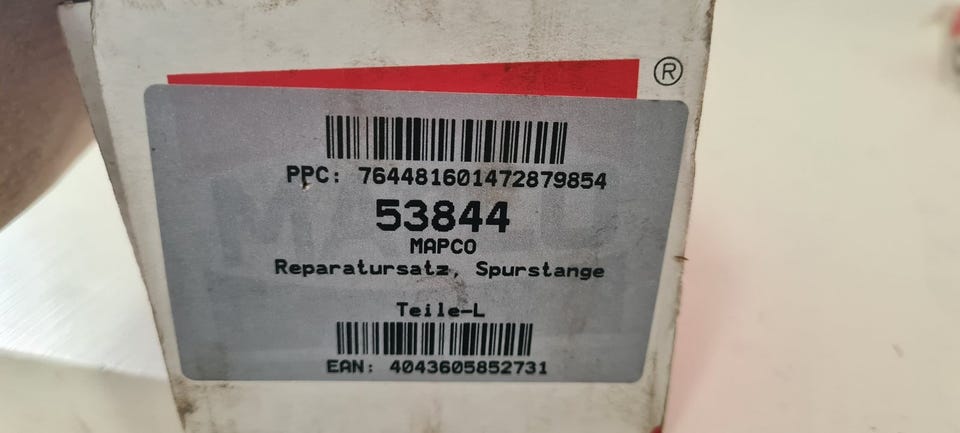 ®
PPC: 764481601472879854
53844
MAPCO
Reparatursatz, Spurstange
Teile-L
EAN: 4043605852731